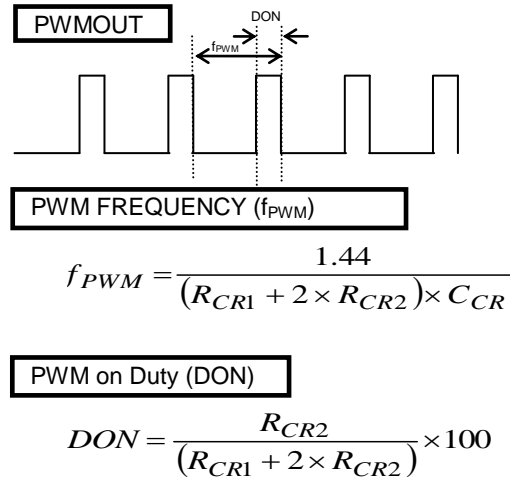 PWMOUT
DON
fPWM
PWM FREQUENCY (fPWM)
fPWM = 1.44 / (RCR1 + 2 × RCR2) × CCR
PWM on Duty (DON)
DON = RCR2 / (RCR1 + 2 × RCR2) × 100